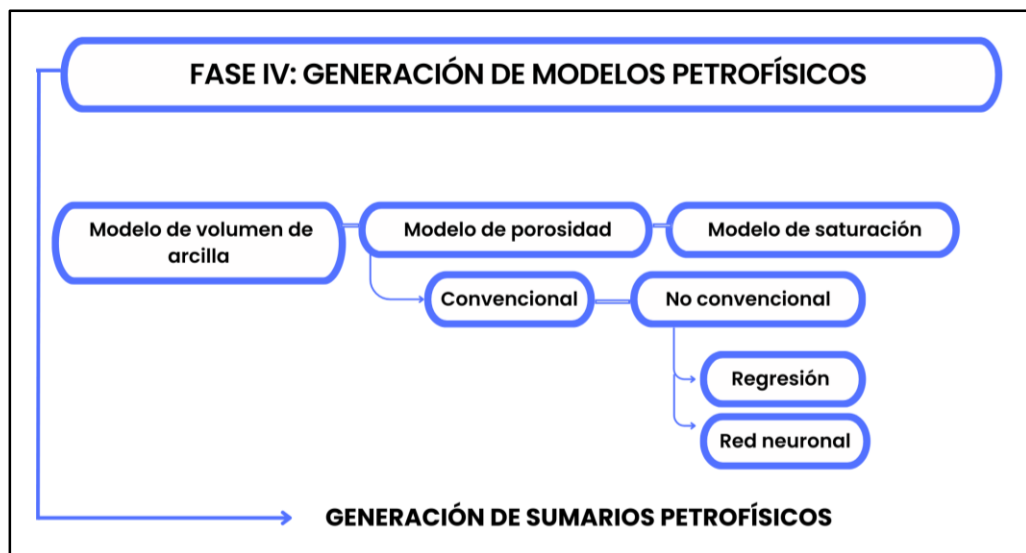 FASE IV: GENERACIÓN DE MODELOS PETROFÍSICOS
Modelo de volumen de
arcilla
Modelo de porosidad
Modelo de saturación
Convencional
No convencional
Regresión
Red neuronal
GENERACIÓN DE SUMARIOS PETROFÍSICOS